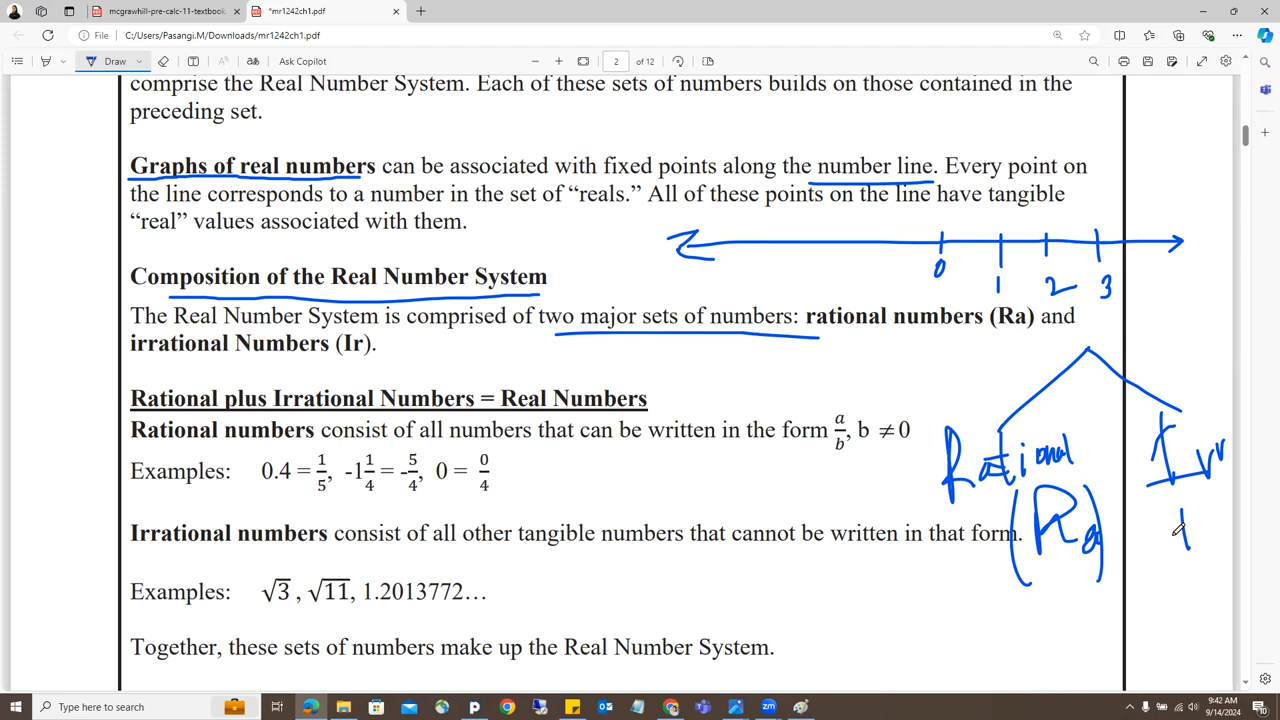 mcgrawhill-pre-calc-11-textbook
*mr1242ch1.pdf
File C:/Users/Pasangi.M/Downloads/mr1242ch1.pdf
Draw Ask Copilot 2 of 12
comprise the Real Number System. Each of these sets of numbers builds on those contained in the
preceding set.
Graphs of real numbers can be associated with fixed points along the number line. Every point on
the line corresponds to a number in the set of “reals.” All of these points on the line have tangible
“real” values associated with them.
0 1 2 3
Composition of the Real Number System
The Real Number System is comprised of two major sets of numbers: rational numbers (Ra) and
irrational Numbers (Ir).
Rational plus Irrational Numbers = Real Numbers
Rational numbers consist of all numbers that can be written in the form a/b, b ≠ 0
Rational Irr
Examples: 0.4 = 1/5, -1 1/4 = -5/4, 0 = 0/4
(Ra)
Irrational numbers consist of all other tangible numbers that cannot be written in that form.
Examples: √3 , √11, 1.2013772…
Together, these sets of numbers make up the Real Number System.
Type here to search
9:42 AM
9/14/2024